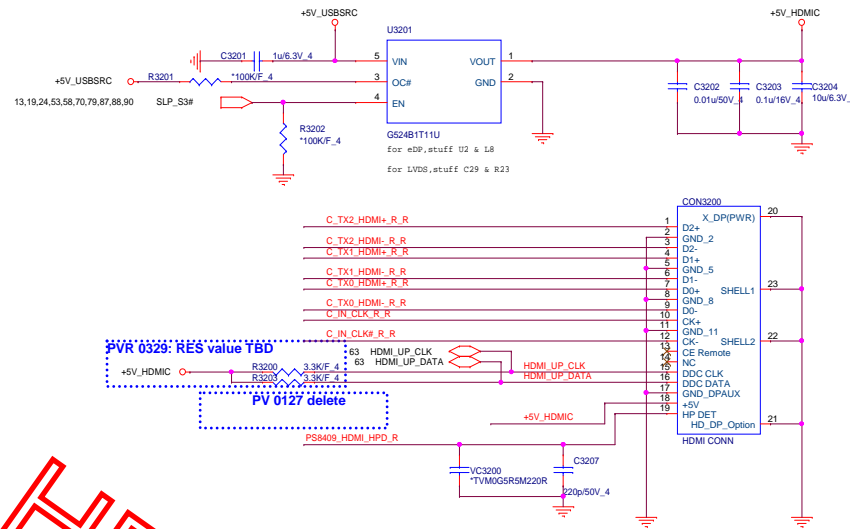 +5V_USBSRC
+5V_HDMIC
U3201
C3201
1u/6.3V_4
5
VIN
VOUT
1
+5V_USBSRC
R3201
*100K/F_4
3
OC#
GND
2
4
EN
13,19,24,53,58,70,79,87,88,90
SLP_S3#
C3202
0.01u/50V_4
C3203
0.1u/16V_4
C3204
10u/6.3V_
R3202
*100K/F_4
G524B1T11U
for eDP,stuff U2 & L8
for LVDS,stuff C29 & R23
CON3200
C_TX2_HDMI+_R_R
1
D2+
X_DP(PWR)
20
2
GND_2
C_TX2_HDMI-_R_R
3
D2-
C_TX1_HDMI+_R_R
4
D1+
5
GND_5
C_TX1_HDMI-_R_R
6
D1-
C_TX0_HDMI+_R_R
7
D0+
SHELL1
23
8
GND_8
C_TX0_HDMI-_R_R
9
D0-
C_IN_CLK_R_R
10
CK+
11
GND_11
C_IN_CLK#_R_R
12
CK-
SHELL2
22
13
CE Remote
14
NC
PVR 0329: RES value TBD
63 HDMI_UP_CLK
63 HDMI_UP_DATA
+5V_HDMIC
R3200
3.3K/F_4
R3203
3.3K/F_4
HDMI_UP_CLK
15
DDC CLK
HDMI_UP_DATA
16
DDC DATA
17
GND_DPAUX
PV 0127 delete
18
+5V
+5V_HDMIC
19
HP DET
HD_DP_Option
21
PS8409_HDMI_HPD_R
HDMI CONN
VC3200
*TVM0G5R5M220R
C3207
220p/50V_4